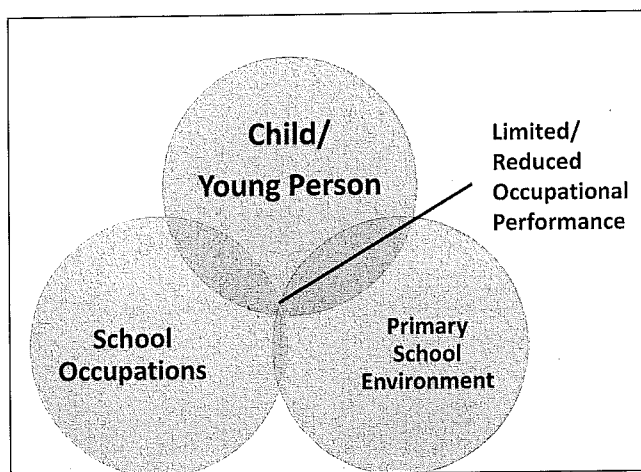 Child/
Young Person
Limited/
Reduced
Occupational
Performance
School
Occupations
Primary
School
Environment